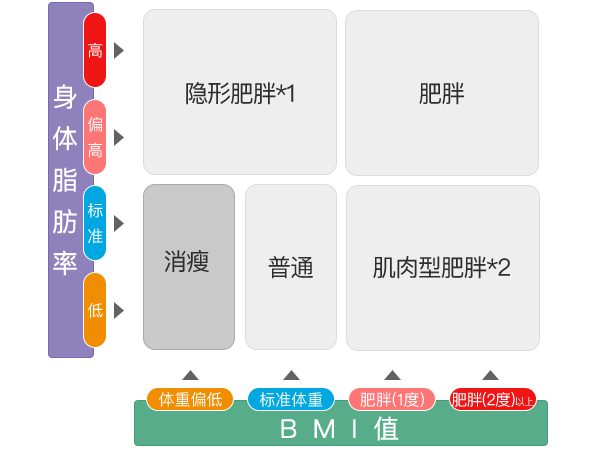 身体脂肪率
高
偏高
标准
低
隐形肥胖*1
肥胖
消瘦
普通
肌肉型肥胖*2
体重偏低
标准体重
肥胖(1度)
肥胖(2度)以上
BMI值